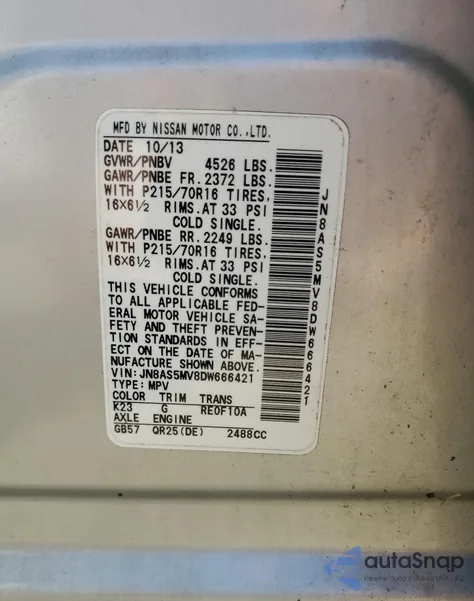 MFD BY NISSAN MOTOR CO.,LTD.
DATE 10/13
GVWR/PNBV 4526 LBS.
GAWR/PNBE FR. 2372 LBS.
WITH P215/70R16 TIRES,
16X6½ RIMS. AT 33 PSI
COLD SINGLE.
GAWR/PNBE RR. 2249 LBS.
WITH P215/70R16 TIRES,
16X6½ RIMS. AT 33 PSI
COLD SINGLE.
THIS VEHICLE CONFORMS
TO ALL APPLICABLE FED-
ERAL MOTOR VEHICLE SA-
FETY AND THEFT PREVEN-
TION STANDARDS IN EFF-
ECT ON THE DATE OF MA-
NUFACTURE SHOWN ABOVE.
VIN: JN8AS5MV8DW666421
TYPE: MPV
COLOR TRIM TRANS
K23 G RE0F10A
AXLE ENGINE
GB57 QR25(DE) 2488CC
JN8AS5MV8DW666421
autaSnap